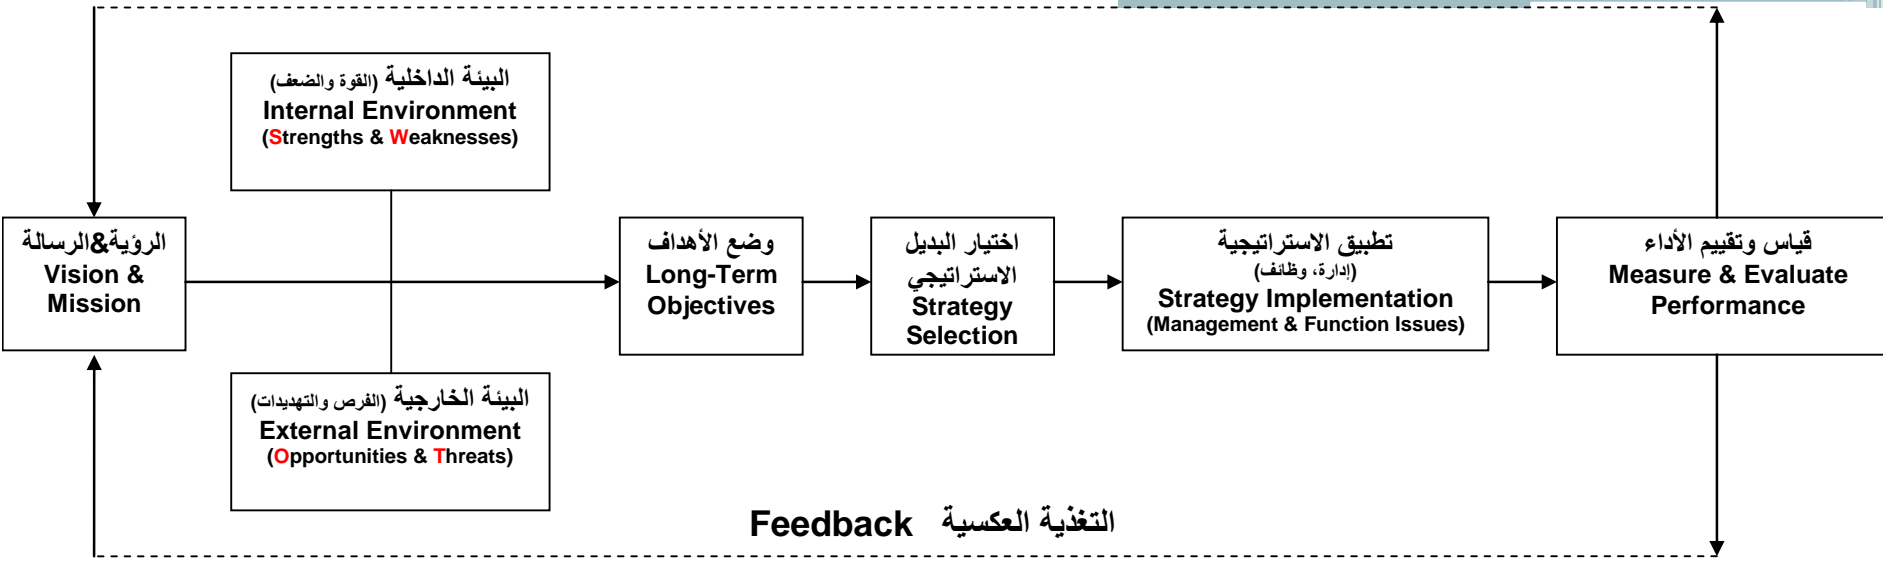 البيئة الداخلية (القوة والضعف)
Internal Environment
(Strengths & Weaknesses)
الرؤية&الرسالة
Vision &
Mission
وضع الأهداف
Long-Term
Objectives
اختيار البديل
الاستراتيجي
Strategy
Selection
تطبيق الاستراتيجية
(إدارة، وظائف)
Strategy Implementation
(Management & Function Issues)
قياس وتقييم الأداء
Measure & Evaluate
Performance
البيئة الخارجية (الفرص والتهديدات)
External Environment
(Opportunities & Threats)
التغذية العكسية Feedback